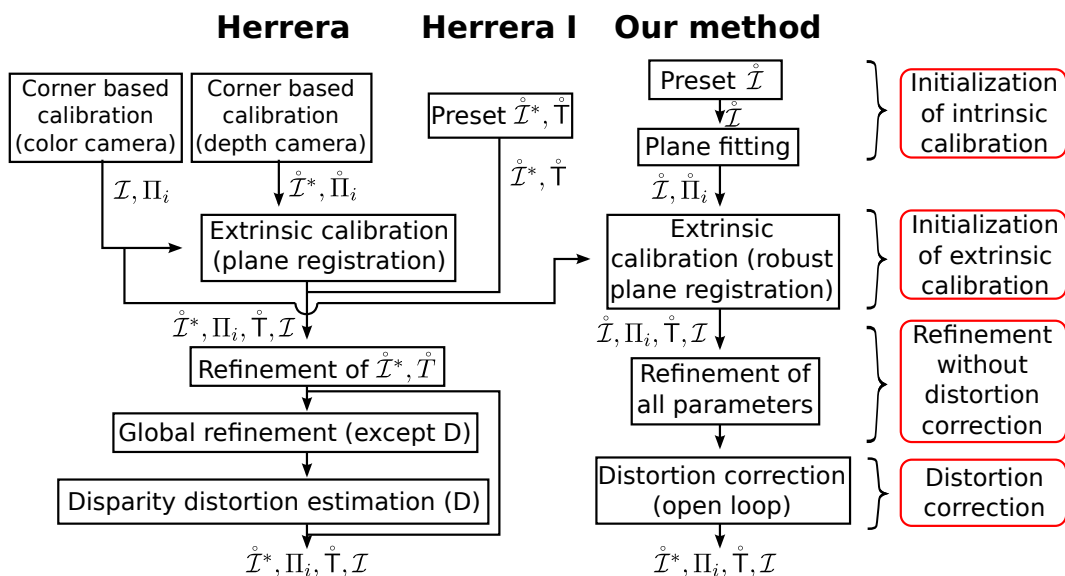 Herrera
Herrera I
Our method
Corner based
calibration
(color camera)
Corner based
calibration
(depth camera)
Preset I̊*, T̊
Preset I̊
I̊
Plane fitting
Initialization
of intrinsic
calibration
I, Πᵢ
I̊*, Π̊ᵢ
I̊*, T̊
I̊, Π̊ᵢ
Extrinsic calibration
(plane registration)
Extrinsic
calibration (robust
plane registration)
Initialization
of extrinsic
calibration
I̊*, Πᵢ, T̊, I
I̊, Πᵢ, T̊, I
Refinement of I̊*, T̊
Refinement of
all parameters
Refinement
without
distortion
correction
Global refinement (except D)
Disparity distortion estimation (D)
Distortion correction
(open loop)
Distortion
correction
I̊*, Πᵢ, T̊, I
I̊*, Πᵢ, T̊, I